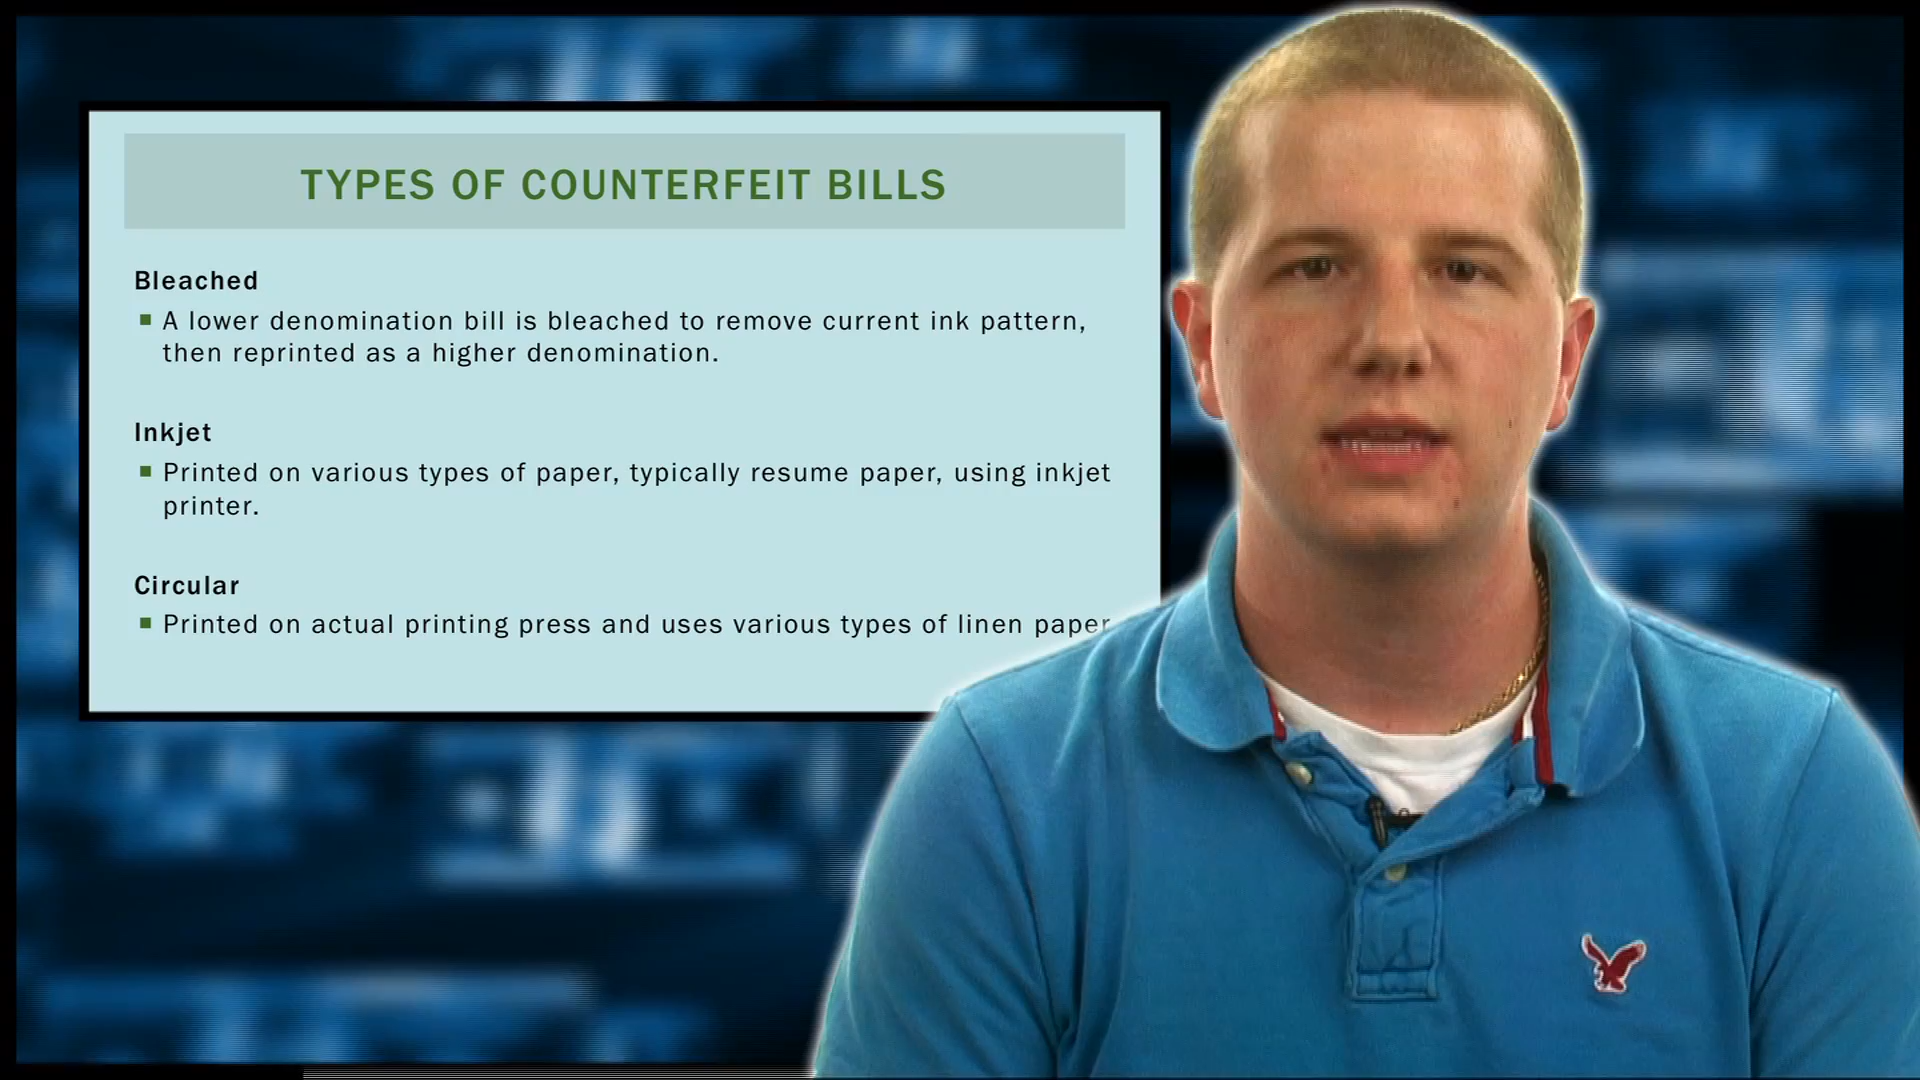 TYPES OF COUNTERFEIT BILLS
Bleached
A lower denomination bill is bleached to remove current ink pattern,
then reprinted as a higher denomination.
Inkjet
Printed on various types of paper, typically resume paper, using inkjet
printer.
Circular
Printed on actual printing press and uses various types of linen paper